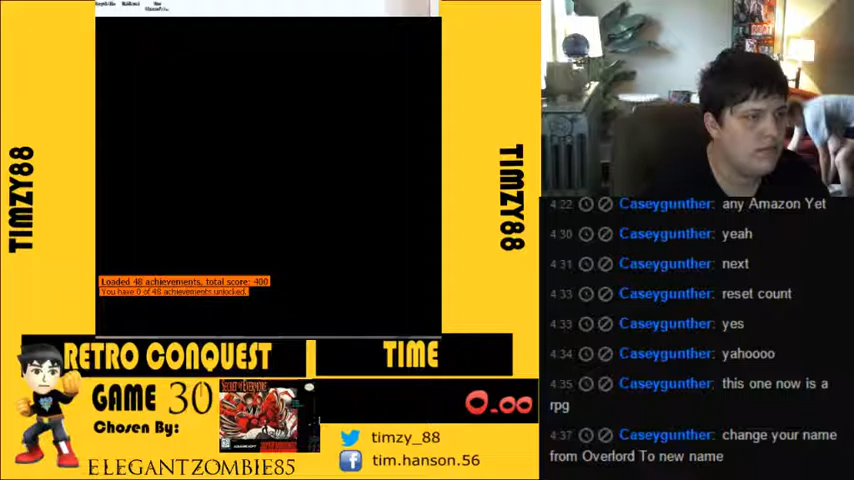 Loaded 48 achievements, total score: 400
You have 0 of 48 achievements unlocked.
TIMZY88
TIMZY88
RETRO CONQUEST
TIME
GAME 30
Chosen By:
ELEGANTZOMBIE85
SECRET OF EVERMORE
0.00
timzy_88
tim.hanson.56
4:22 Caseygunther: any Amazon Yet
4:30 Caseygunther: yeah
4:31 Caseygunther: next
4:33 Caseygunther: reset count
4:33 Caseygunther: yes
4:34 Caseygunther: yahoooo
4:35 Caseygunther: this one now is a
rpg
4:37 Caseygunther: change your name
from Overlord To new name